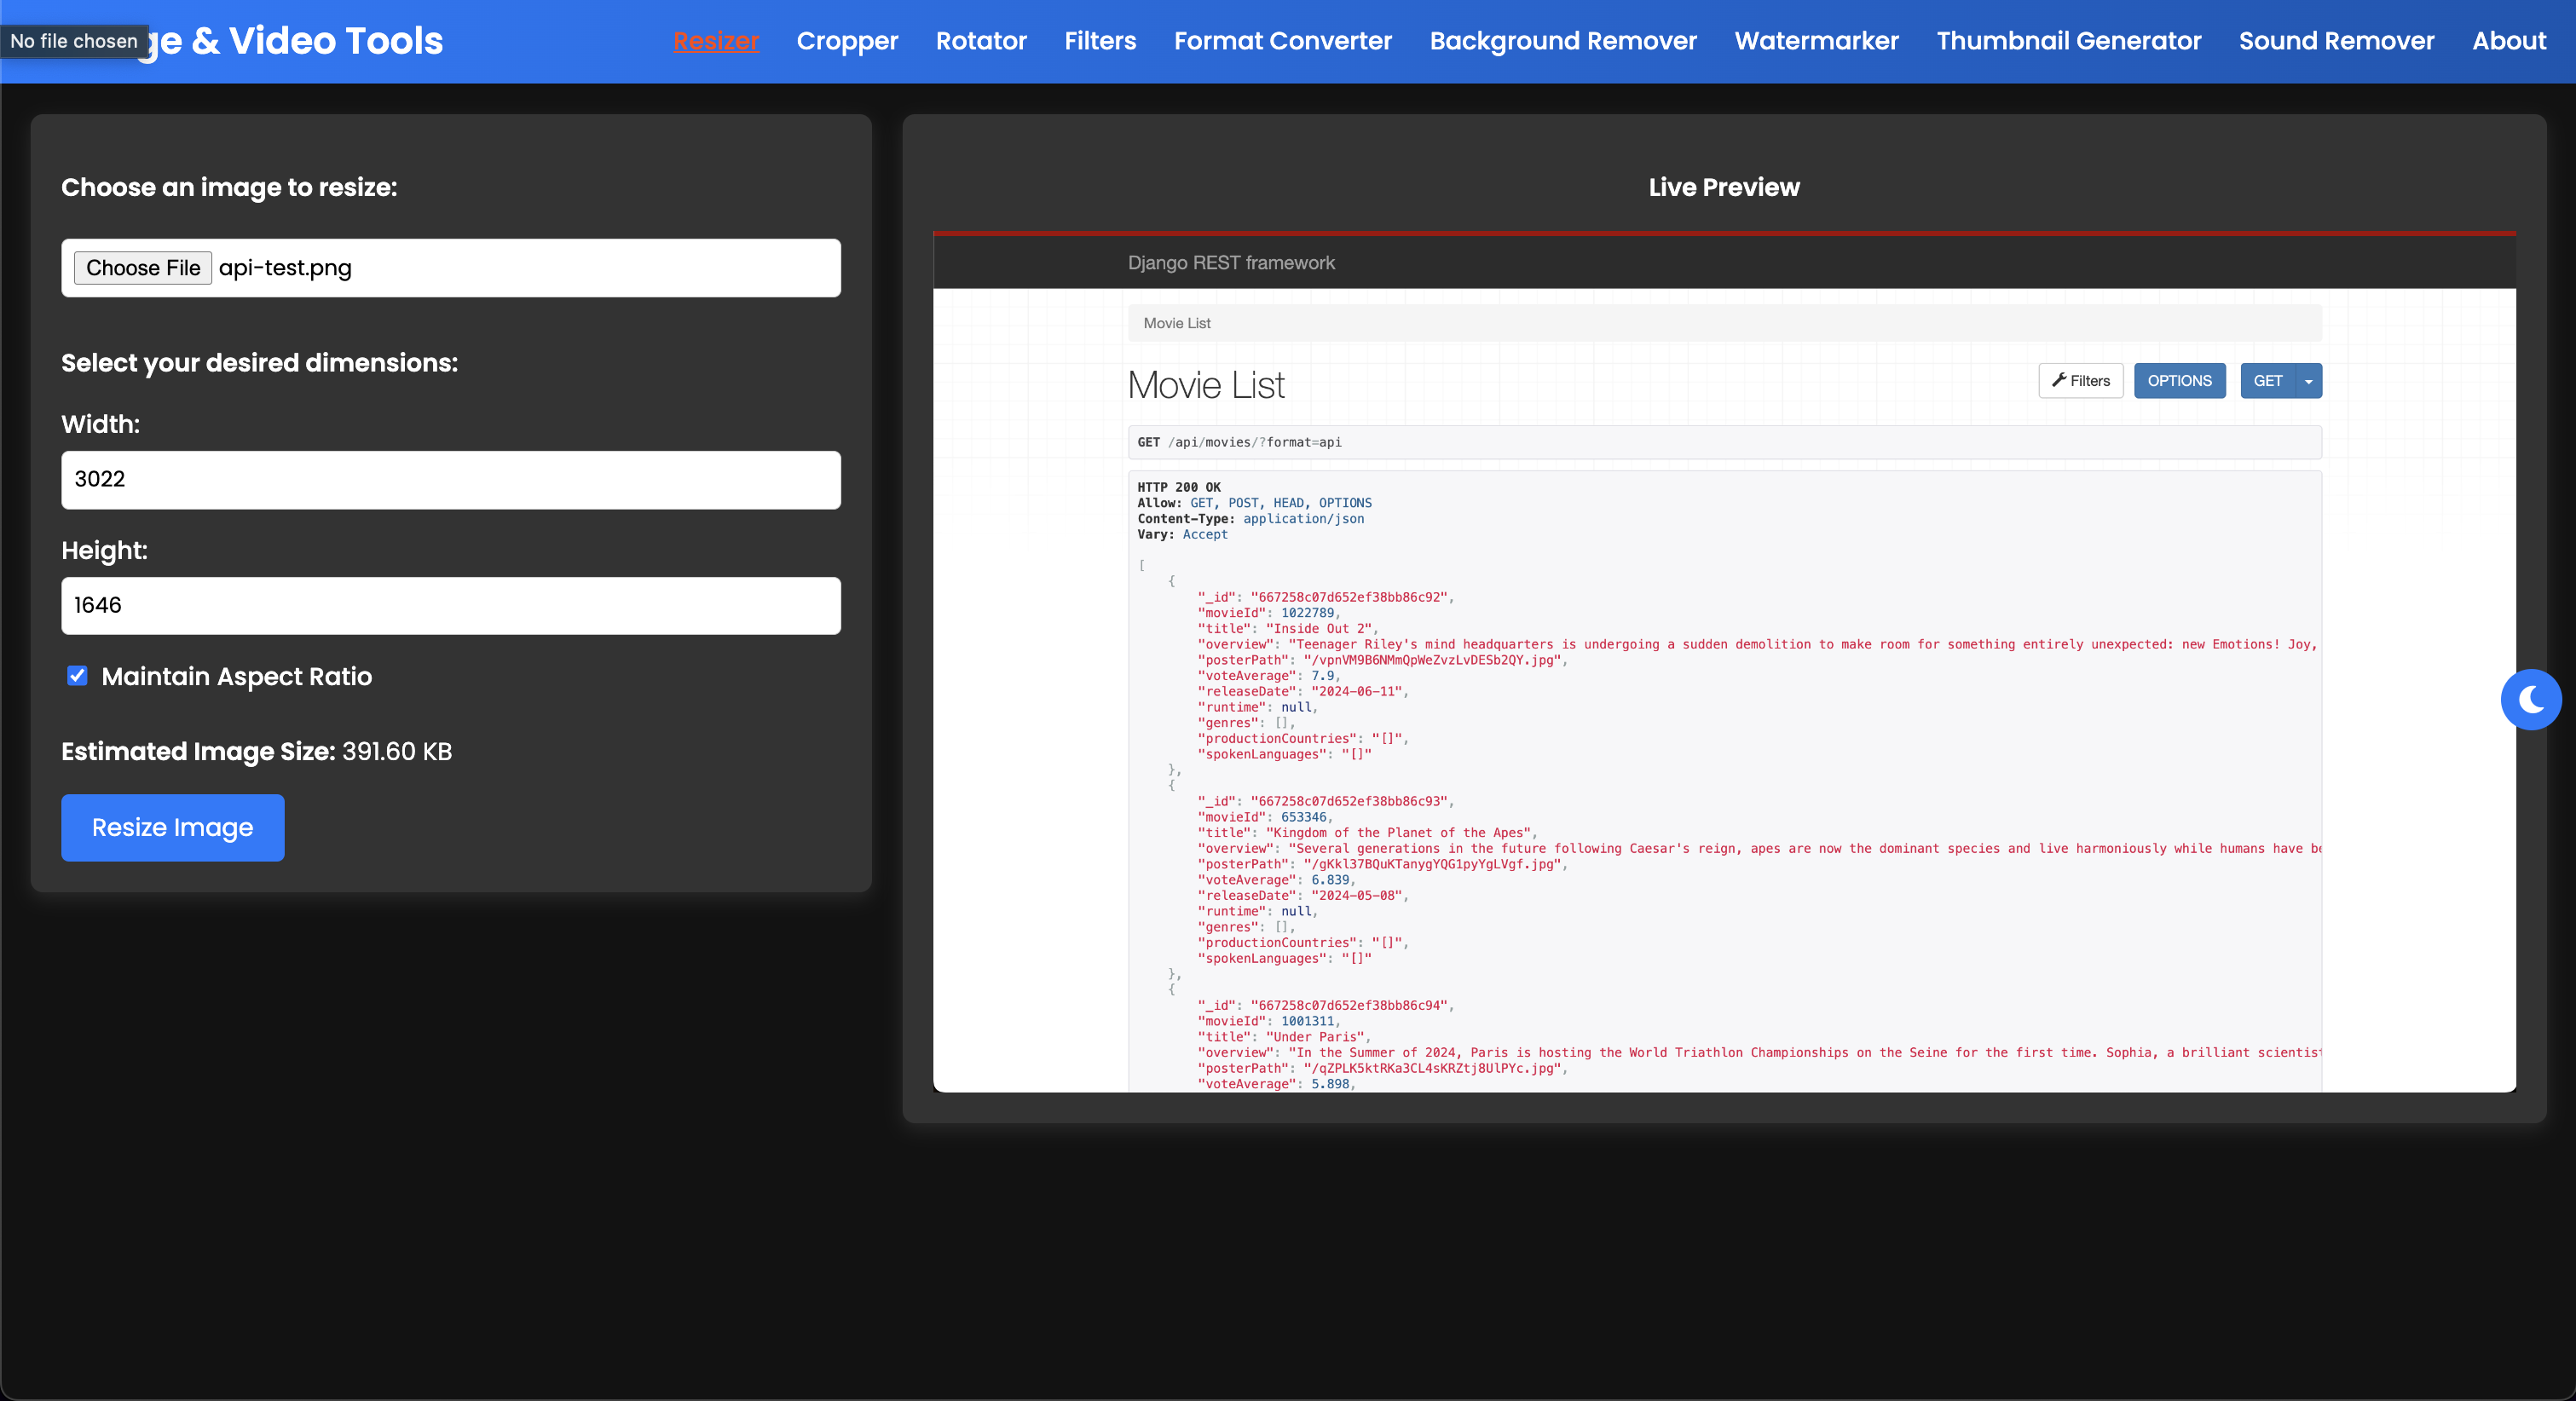 No file chosen
ge & Video Tools
Resizer Cropper Rotator Filters Format Converter Background Remover Watermarker Thumbnail Generator Sound Remover About
Choose an image to resize:
Choose File api-test.png
Select your desired dimensions:
Width:
3022
Height:
1646
Maintain Aspect Ratio
Estimated Image Size: 391.60 KB
Resize Image
Live Preview
Django REST framework
Movie List
Movie List
Filters OPTIONS GET
GET /api/movies/?format=api
HTTP 200 OK
Allow: GET, POST, HEAD, OPTIONS
Content-Type: application/json
Vary: Accept
[
{
"_id": "667258c07d652ef38bb86c92",
"movieId": 1022789,
"title": "Inside Out 2",
"overview": "Teenager Riley's mind headquarters is undergoing a sudden demolition to make room for something entirely unexpected: new Emotions! Joy,
"posterPath": "/vpnVM9B6NMmQpWeZvzLvDESb2QY.jpg",
"voteAverage": 7.9,
"releaseDate": "2024-06-11",
"runtime": null,
"genres": [],
"productionCountries": "[]",
"spokenLanguages": "[]"
},
{
"_id": "667258c07d652ef38bb86c93",
"movieId": 653346,
"title": "Kingdom of the Planet of the Apes",
"overview": "Several generations in the future following Caesar's reign, apes are now the dominant species and live harmoniously while humans have be
"posterPath": "/gKkl37BQuKTanygYQG1pyYgLVgf.jpg",
"voteAverage": 6.839,
"releaseDate": "2024-05-08",
"runtime": null,
"genres": [],
"productionCountries": "[]",
"spokenLanguages": "[]"
},
{
"_id": "667258c07d652ef38bb86c94",
"movieId": 1001311,
"title": "Under Paris",
"overview": "In the Summer of 2024, Paris is hosting the World Triathlon Championships on the Seine for the first time. Sophia, a brilliant scientist
"posterPath": "/qZPLK5ktRKa3CL4sKRZtj8UlPYc.jpg",
"voteAverage": 5.898,